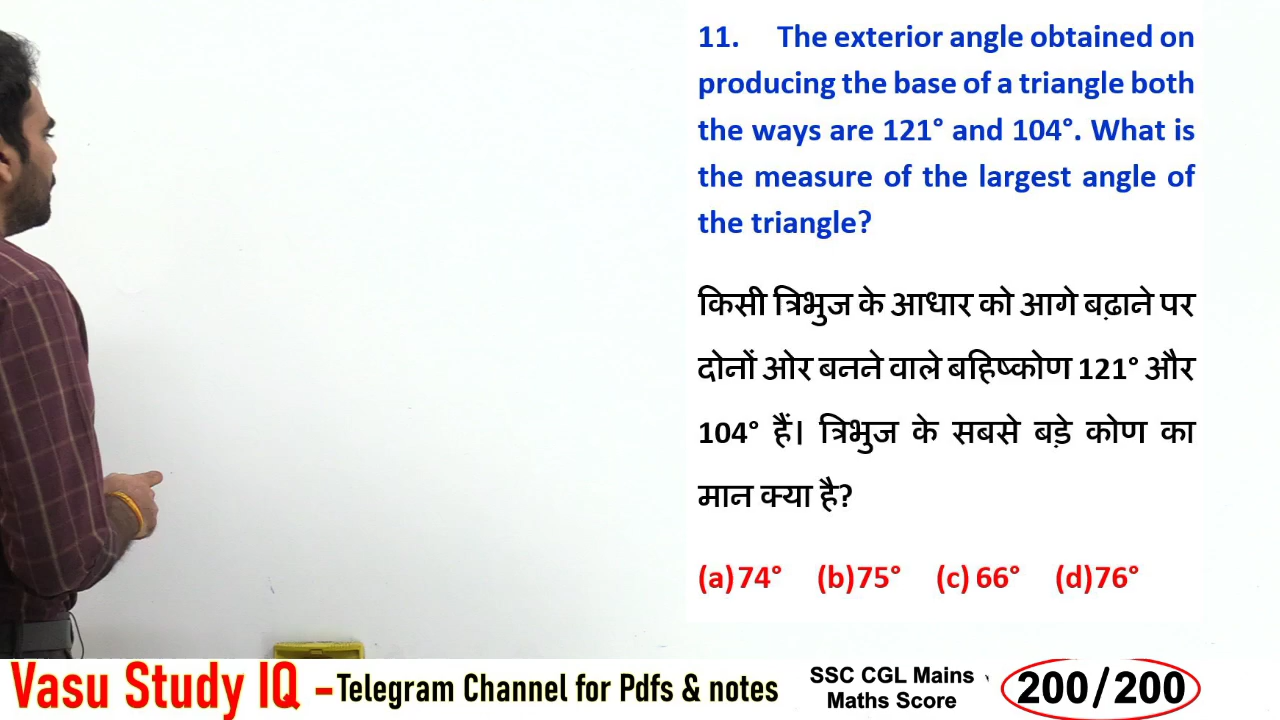 11. The exterior angle obtained on
producing the base of a triangle both
the ways are 121° and 104°. What is
the measure of the largest angle of
the triangle?
किसी त्रिभुज के आधार को आगे बढ़ाने पर
दोनों ओर बनने वाले बहिष्कोण 121° और
104° हैं। त्रिभुज के सबसे बड़े कोण का
मान क्या है?
(a) 74° (b) 75° (c) 66° (d) 76°
Vasu Study IQ - Telegram Channel for Pdfs & notes
SSC CGL Mains
Maths Score
200/200